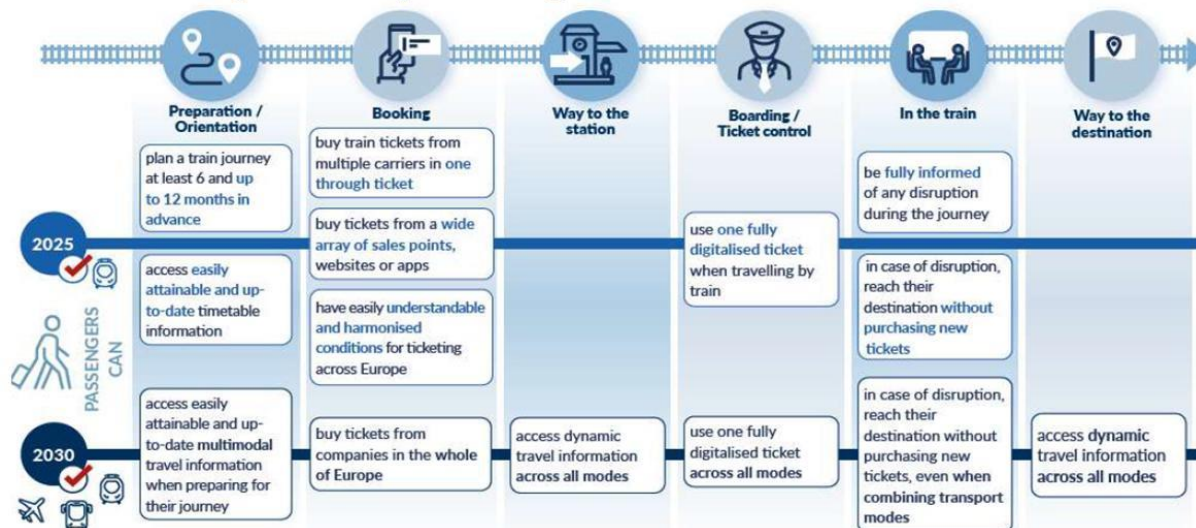 Preparation /
Orientation
Booking
Way to the
station
Boarding /
Ticket control
In the train
Way to the
destination
2025
plan a train journey
at least 6 and up
to 12 months in
advance
access easily
attainable and up-
to-date timetable
information
buy train tickets from
multiple carriers in one
through ticket
buy tickets from a wide
array of sales points,
websites or apps
have easily understandable
and harmonised
conditions for ticketing
across Europe
use one fully
digitalised ticket
when travelling by
train
be fully informed
of any disruption
during the journey
in case of disruption,
reach their
destination without
purchasing new
tickets
PASSENGERS
CAN
2030
access easily
attainable and up-
to-date multimodal
travel information
when preparing for
their journey
buy tickets from
companies in the whole
of Europe
access dynamic
travel information
across all modes
use one fully
digitalised ticket
across all modes
in case of disruption,
reach their
destination without
purchasing new
tickets, even when
combining transport
modes
access dynamic
travel information
across all modes